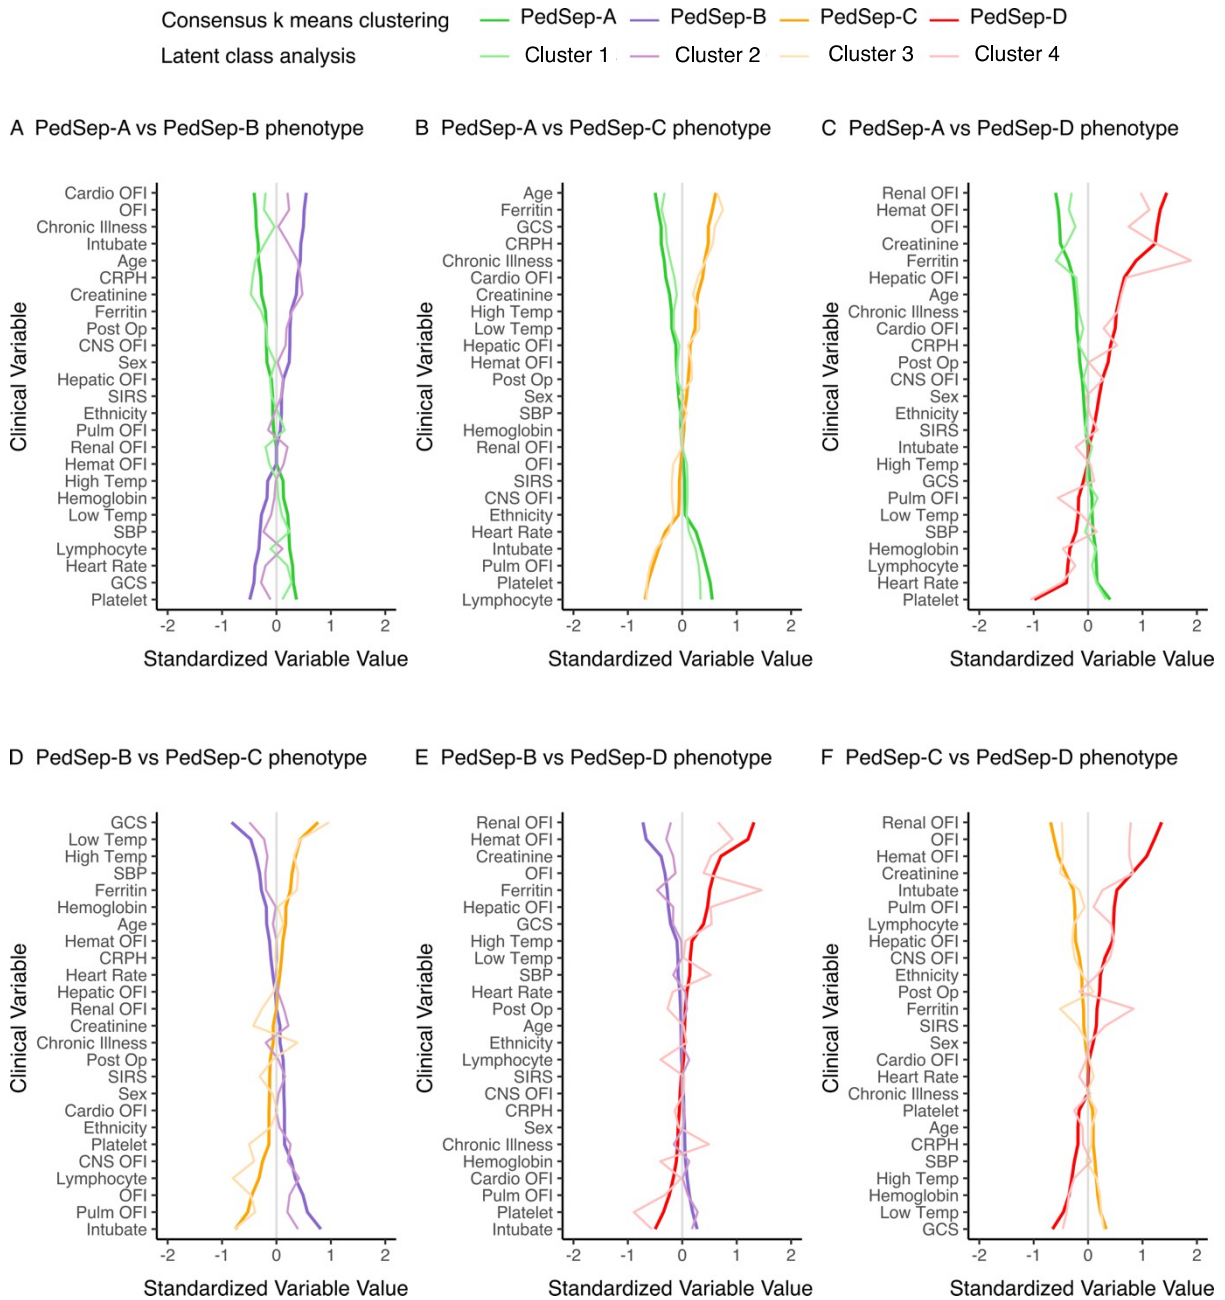 Consensus k means clustering PedSep-A PedSep-B PedSep-C PedSep-D
Latent class analysis Cluster 1 Cluster 2 Cluster 3 Cluster 4
A PedSep-A vs PedSep-B phenotype
Clinical Variable
Cardio OFI
OFI
Chronic Illness
Intubate
Age
CRPH
Creatinine
Ferritin
Post Op
CNS OFI
Sex
Hepatic OFI
SIRS
Ethnicity
Pulm OFI
Renal OFI
Hemat OFI
High Temp
Hemoglobin
Low Temp
SBP
Lymphocyte
Heart Rate
GCS
Platelet
-2 -1 0 1 2
Standardized Variable Value
B PedSep-A vs PedSep-C phenotype
Clinical Variable
Age
Ferritin
GCS
CRPH
Chronic Illness
Cardio OFI
Creatinine
High Temp
Low Temp
Hepatic OFI
Hemat OFI
Post Op
Sex
SBP
Hemoglobin
Renal OFI
OFI
SIRS
CNS OFI
Ethnicity
Heart Rate
Intubate
Pulm OFI
Platelet
Lymphocyte
-2 -1 0 1 2
Standardized Variable Value
C PedSep-A vs PedSep-D phenotype
Clinical Variable
Renal OFI
Hemat OFI
OFI
Creatinine
Ferritin
Hepatic OFI
Age
Chronic Illness
Cardio OFI
CRPH
Post Op
CNS OFI
Sex
Ethnicity
SIRS
Intubate
High Temp
GCS
Pulm OFI
Low Temp
SBP
Hemoglobin
Lymphocyte
Heart Rate
Platelet
-2 -1 0 1 2
Standardized Variable Value
D PedSep-B vs PedSep-C phenotype
Clinical Variable
GCS
Low Temp
High Temp
SBP
Ferritin
Hemoglobin
Age
Hemat OFI
CRPH
Heart Rate
Hepatic OFI
Renal OFI
Creatinine
Chronic Illness
Post Op
SIRS
Sex
Cardio OFI
Ethnicity
Platelet
CNS OFI
Lymphocyte
OFI
Pulm OFI
Intubate
-2 -1 0 1 2
Standardized Variable Value
E PedSep-B vs PedSep-D phenotype
Clinical Variable
Renal OFI
Hemat OFI
Creatinine
OFI
Ferritin
Hepatic OFI
GCS
High Temp
Low Temp
SBP
Heart Rate
Post Op
Age
Ethnicity
Lymphocyte
SIRS
CNS OFI
CRPH
Sex
Chronic Illness
Hemoglobin
Cardio OFI
Pulm OFI
Platelet
Intubate
-2 -1 0 1 2
Standardized Variable Value
F PedSep-C vs PedSep-D phenotype
Clinical Variable
Renal OFI
OFI
Hemat OFI
Creatinine
Intubate
Pulm OFI
Lymphocyte
Hepatic OFI
CNS OFI
Ethnicity
Post Op
Ferritin
SIRS
Sex
Cardio OFI
Heart Rate
Chronic Illness
Platelet
Age
CRPH
SBP
High Temp
Hemoglobin
Low Temp
GCS
-2 -1 0 1 2
Standardized Variable Value